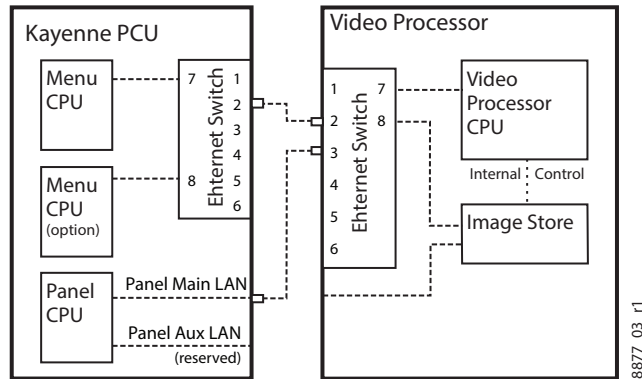 Kayenne PCU
Menu
CPU
7
8
1
2
3
4
5
6
Ehternet Switch
Menu
CPU
(option)
Panel
CPU
Panel Main LAN
Panel Aux LAN
(reserved)
Video Processor
1
2
3
4
5
6
7
8
Ehternet Switch
Video
Processor
CPU
Internal Control
Image Store
8877_03_r1